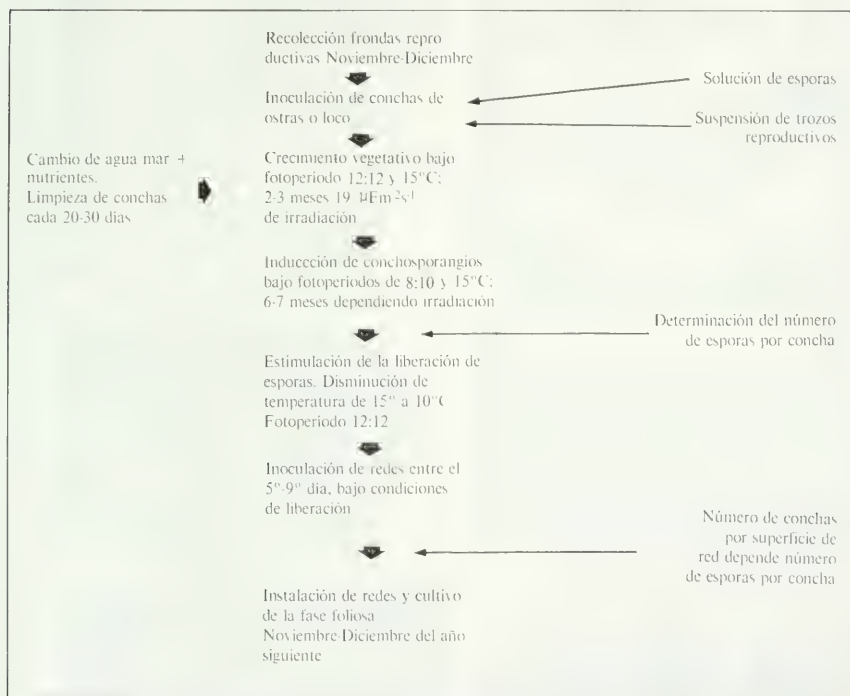 Recolección frondas repro
ductivas Noviembre-Diciembre
Solución de esporas
Inoculación de conchas de
ostras o loco
Suspensión de trozos
reproductivos
Cambio de agua mar +
nutrientes.
Limpieza de conchas
cada 20-30 dias
Crecimiento vegetativo bajo
fotoperiodo 12:12 y 15°C;
2-3 meses 19 µEm⁻²s⁻¹
de irradiación
Induccción de conchosporangios
bajo fotoperiodos de 8:10 y 15°C;
6-7 meses dependiendo irradiación
Determinación del número
de esporas por concha
Estimulación de la liberación de
esporas. Disminución de
temperatura de 15° a 10°C
Fotoperiodo 12:12
Inoculación de redes entre el
5°-9° dia, bajo condiciones
de liberación
Número de conchas
por superficie de
red depende número
de esporas por concha
Instalación de redes y cultivo
de la fase foliosa
Noviembre-Diciembre del año
siguiente